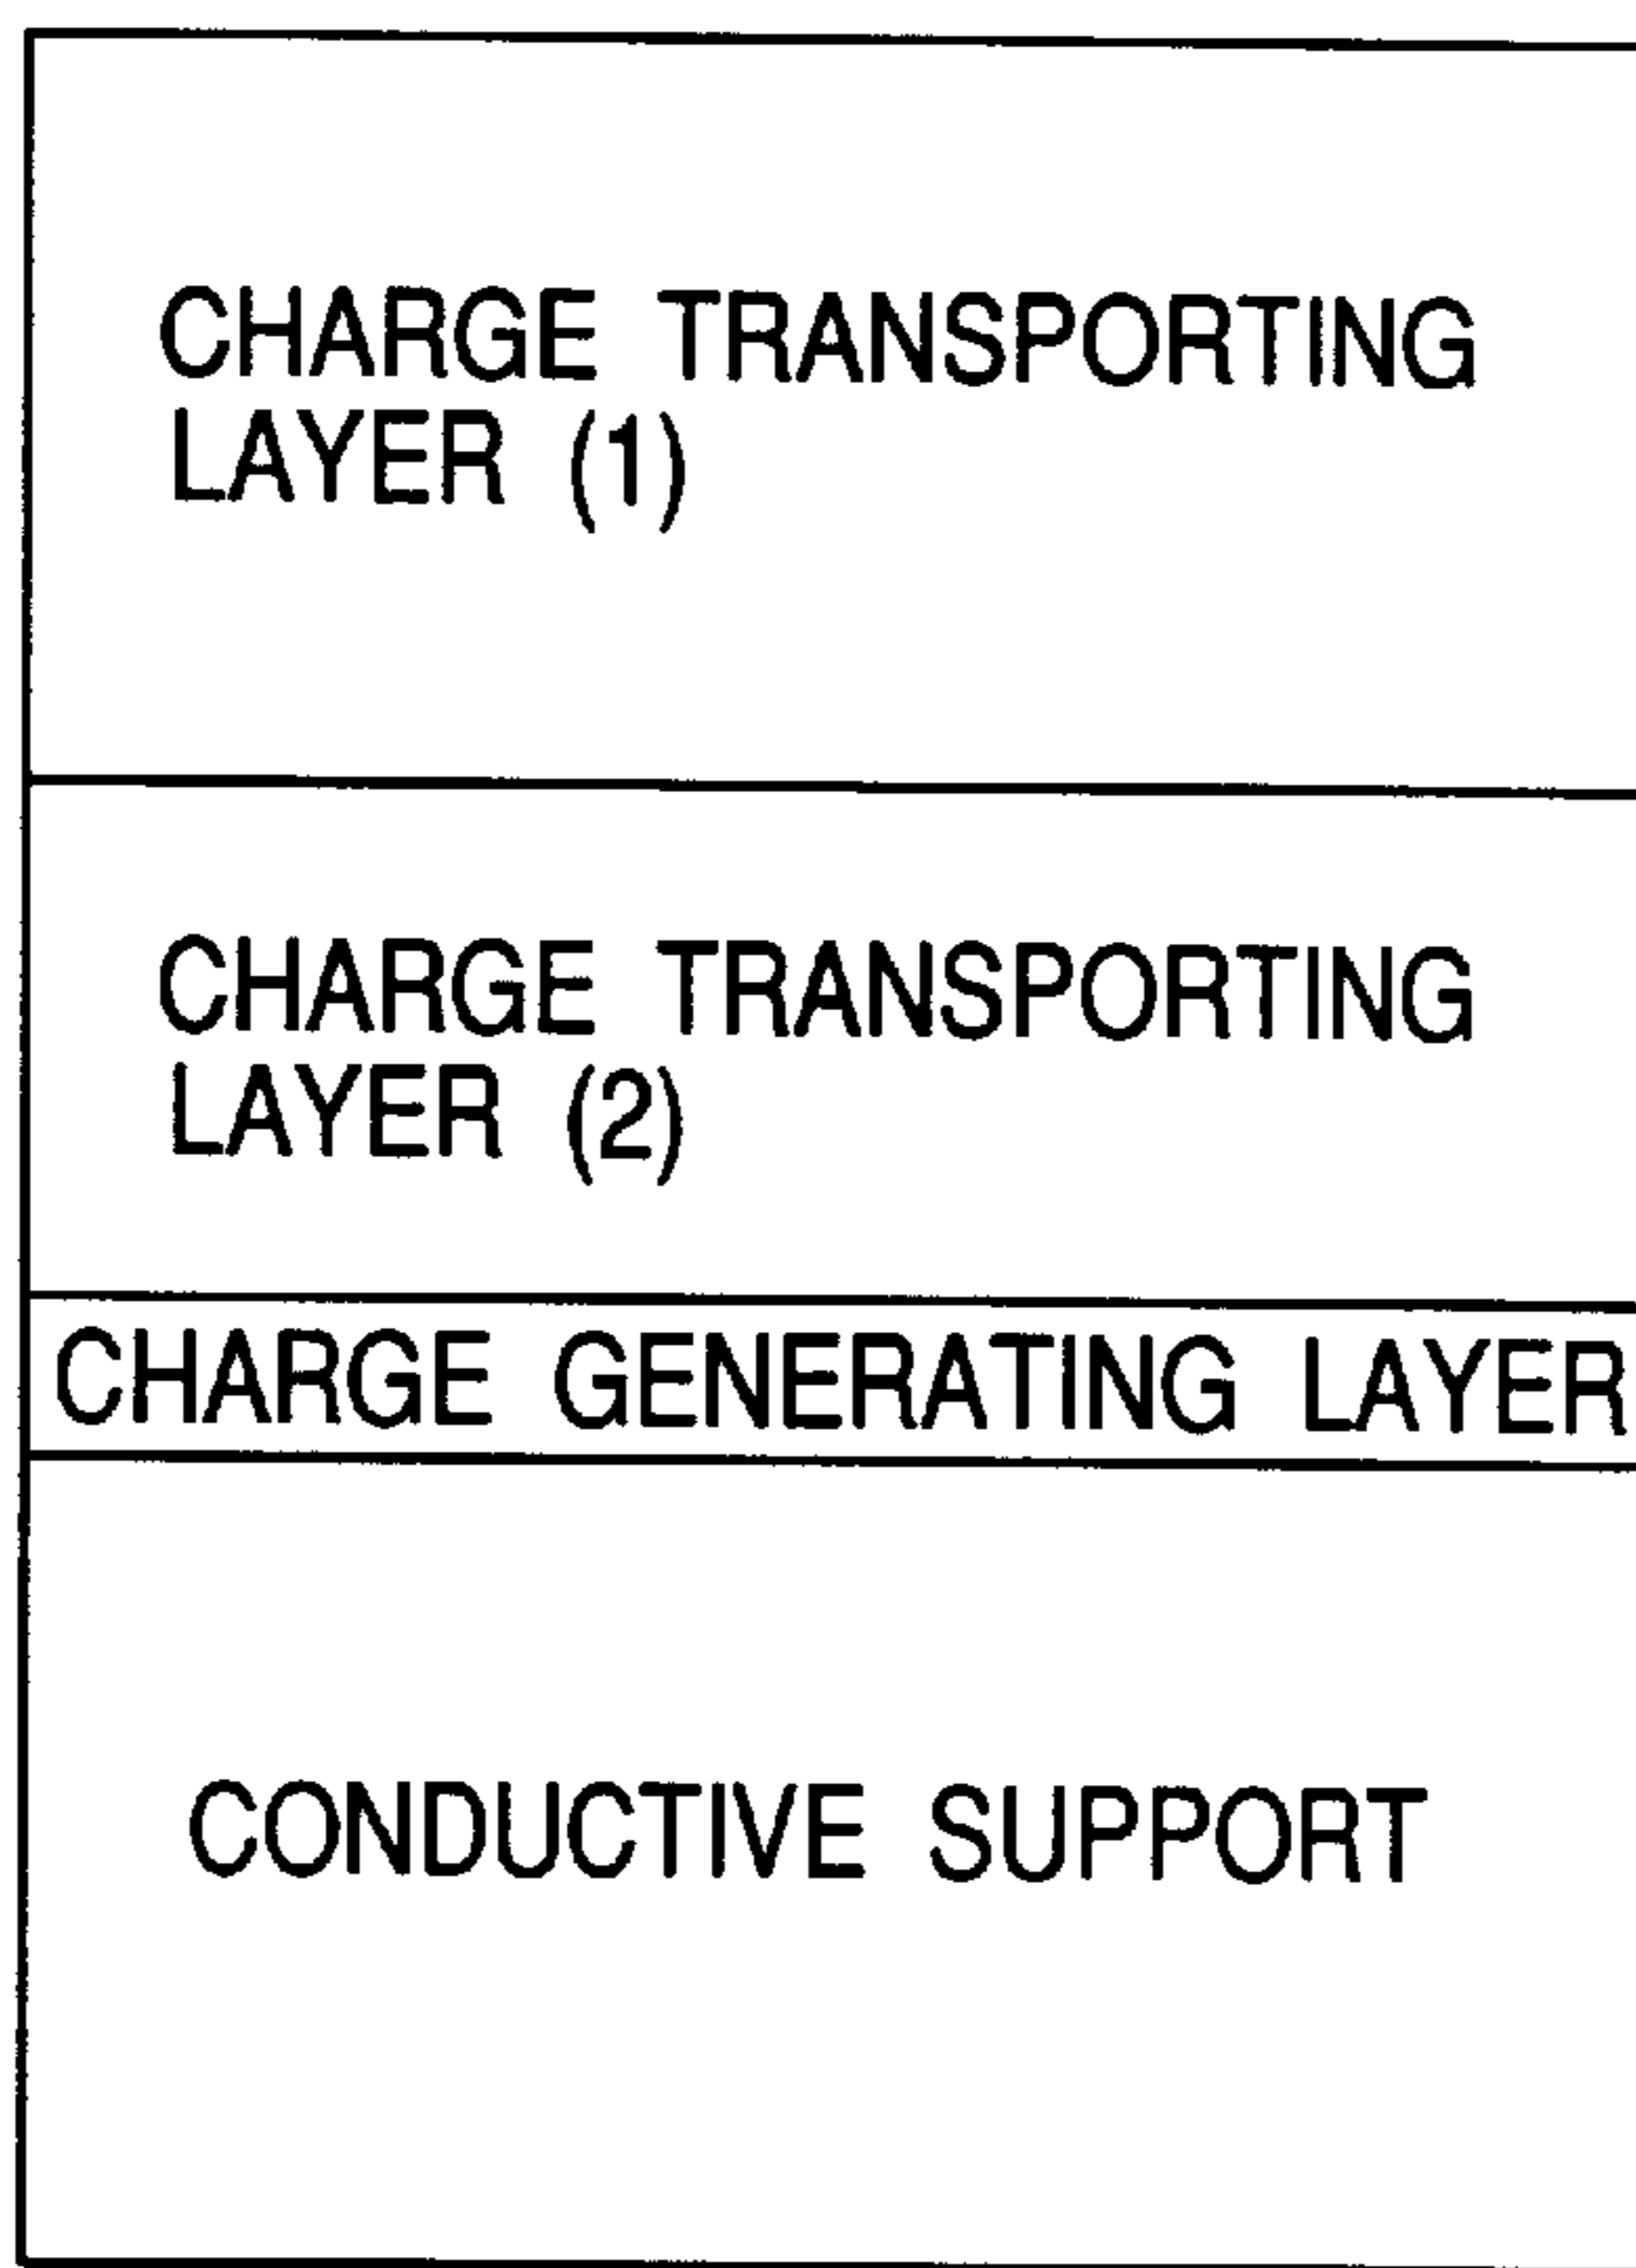 CHARGE TRANSPORTING
LAYER (1)
CHARGE TRANSPORTING
LAYER (2)
CHARGE GENERATING LAYER
CONDUCTIVE SUPPORT